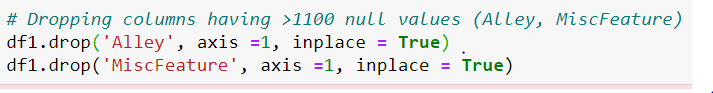 # Dropping columns having >1100 null values (Alley, MiscFeature)
df1.drop('Alley', axis =1, inplace = True)
df1.drop('MiscFeature', axis =1, inplace = True)